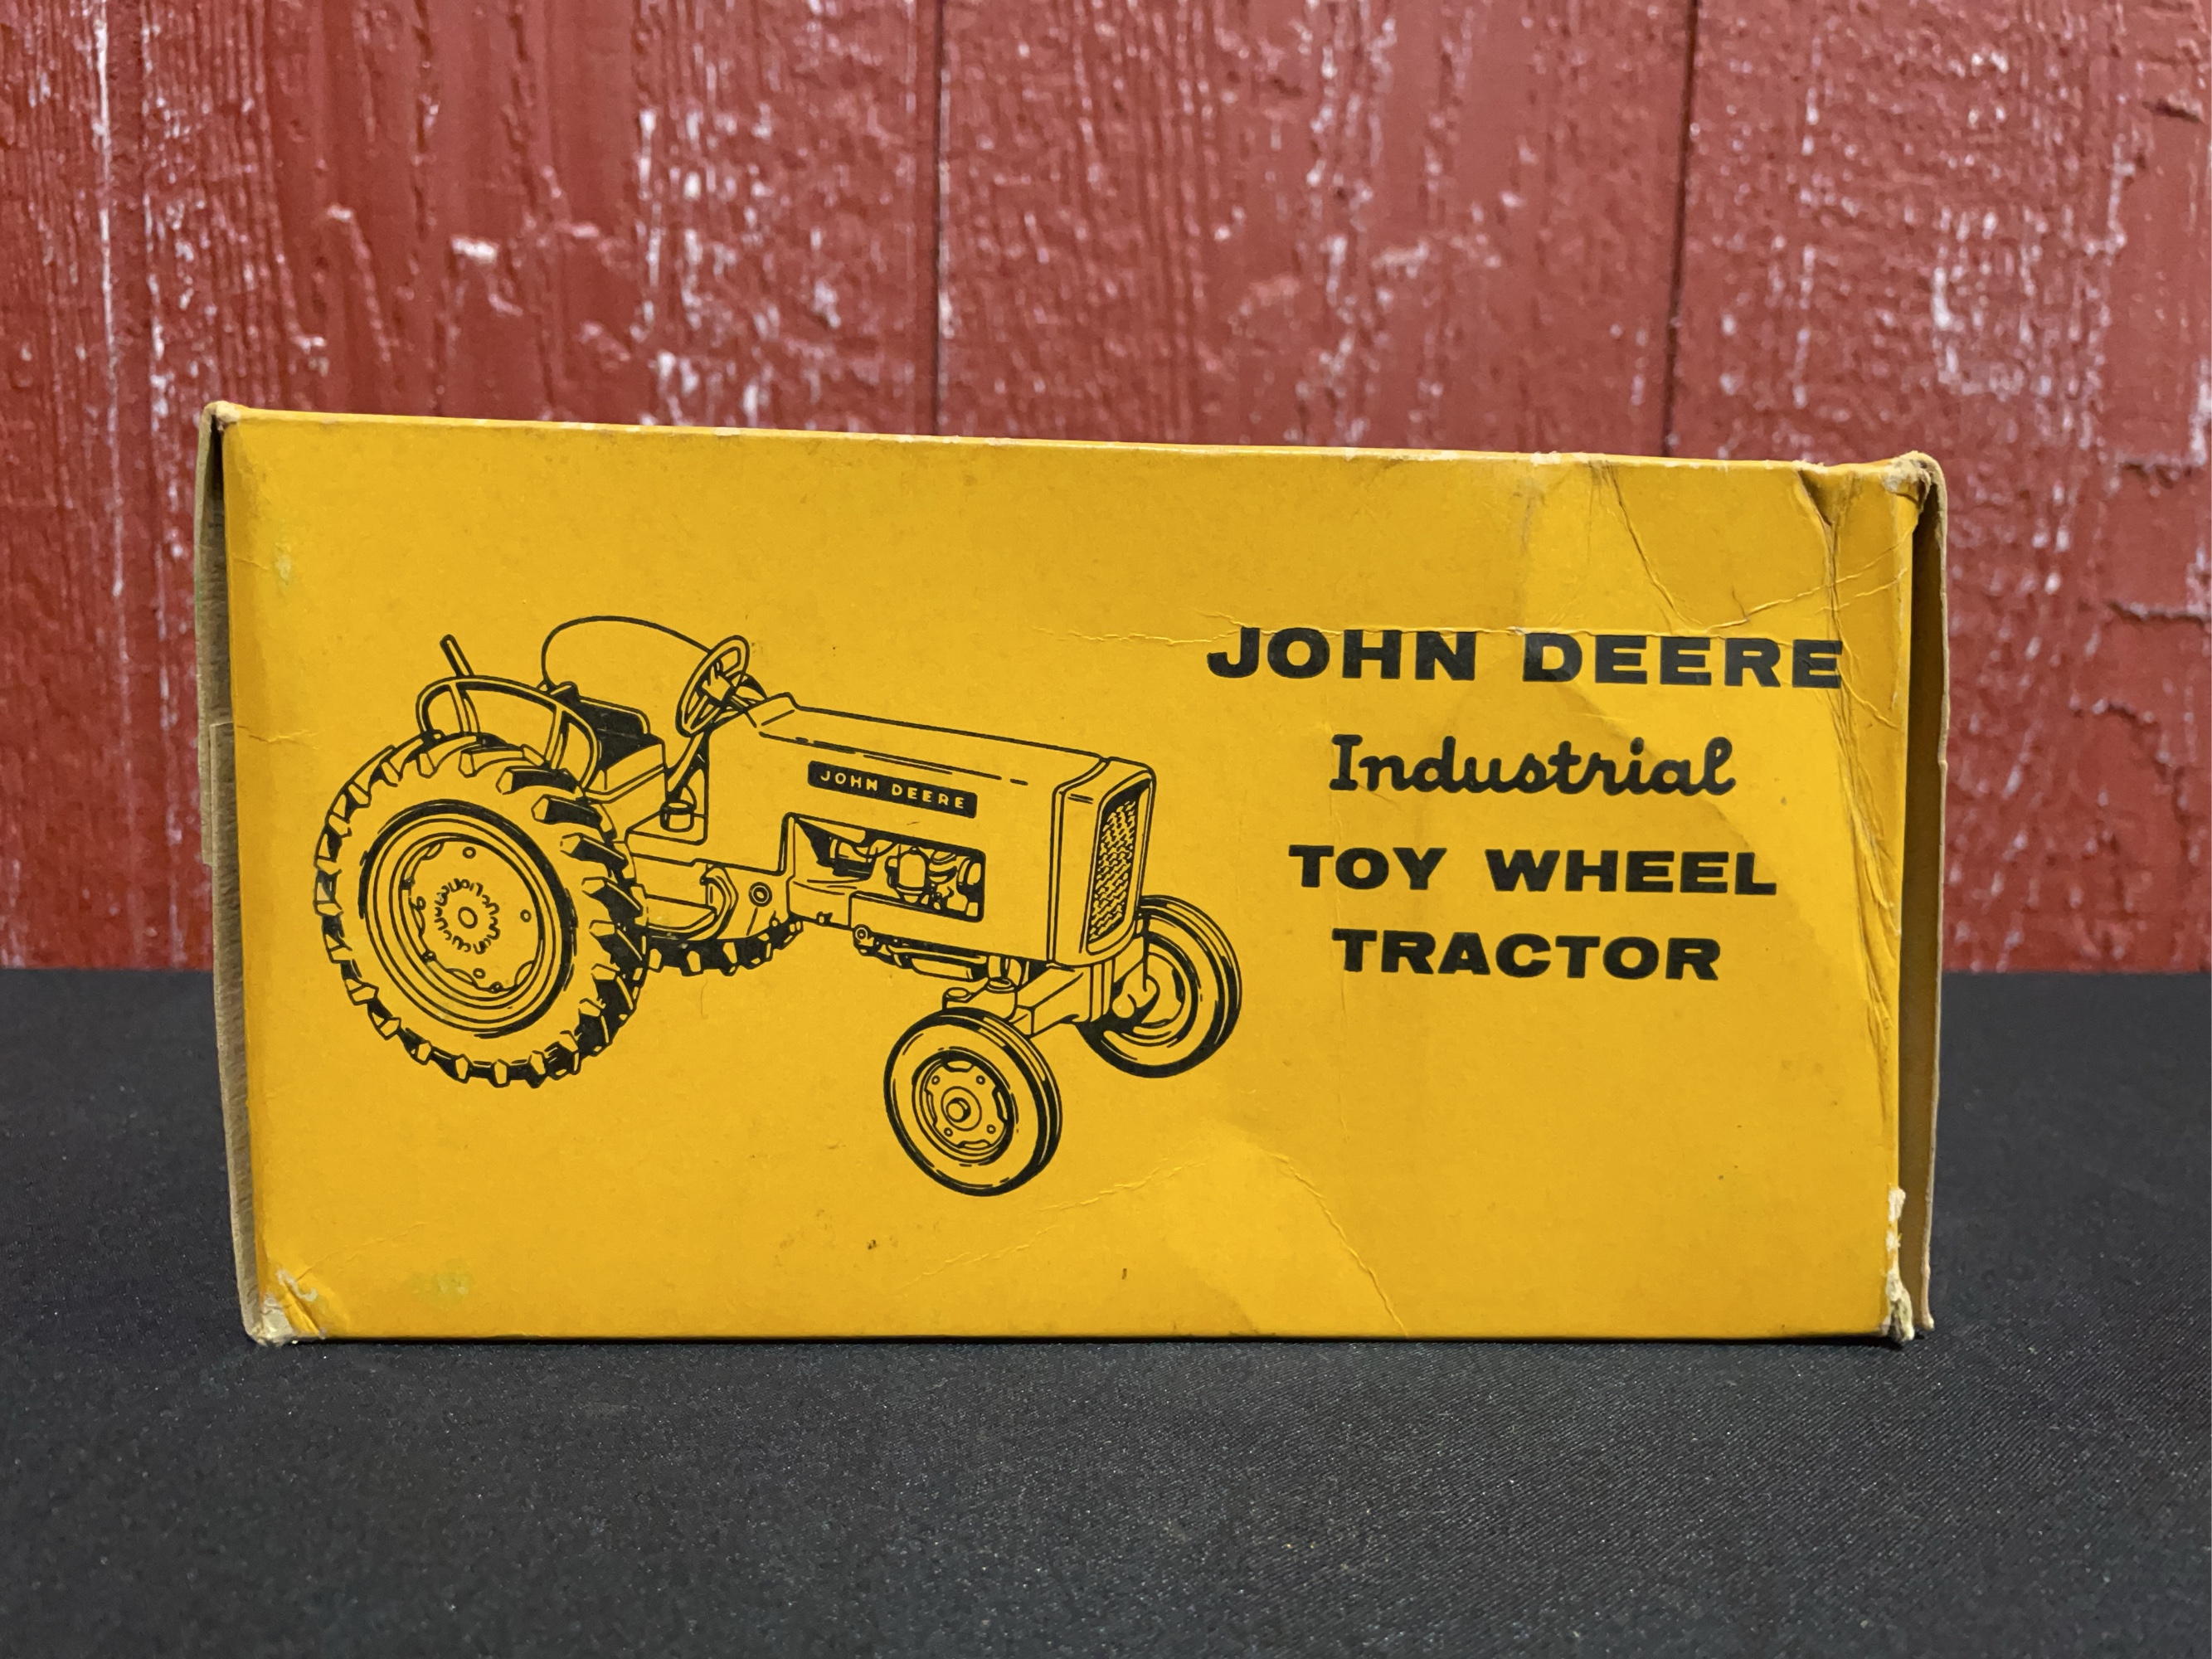 JOHN DEERE
Industrial
TOY WHEEL
TRACTOR
JOHN DEERE